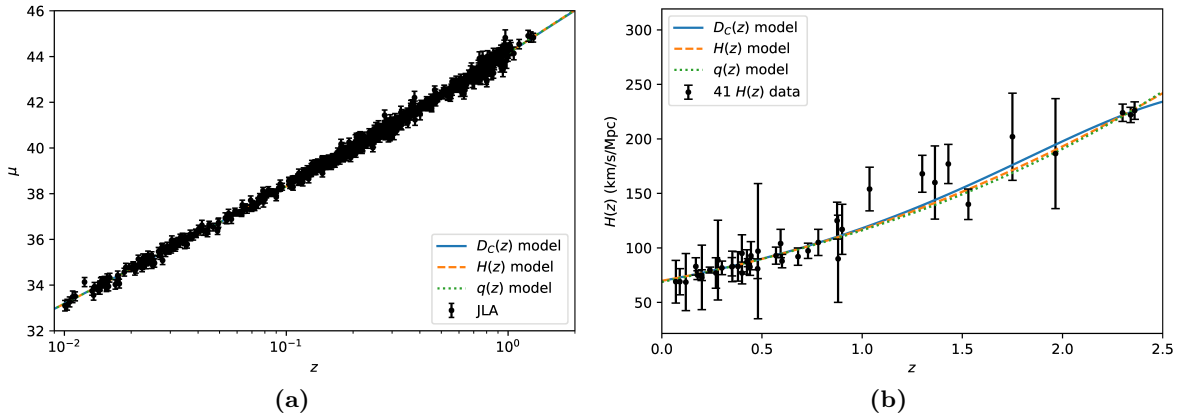 46
44
42
40
38
36
34
32
μ
10⁻²
10⁻¹
10⁰
z
D_C(z) model
H(z) model
q(z) model
JLA
(a)
300
250
200
150
100
50
H(z) (km/s/Mpc)
0.0 0.5 1.0 1.5 2.0 2.5
z
D_C(z) model
H(z) model
q(z) model
41 H(z) data
(b)